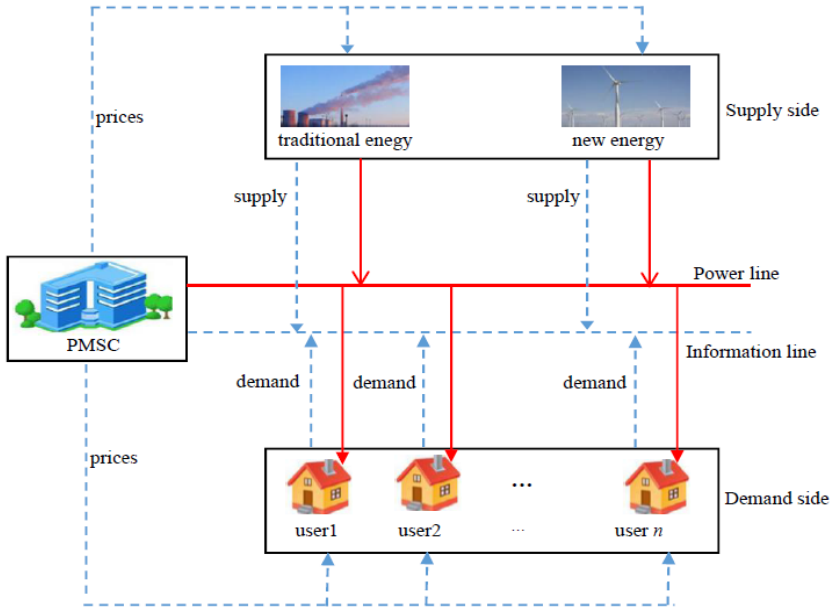 prices
Supply side
traditional enegy
new energy
supply
supply
Power line
PMSC
Information line
demand
demand
demand
prices
...
Demand side
user1
user2
...
user n